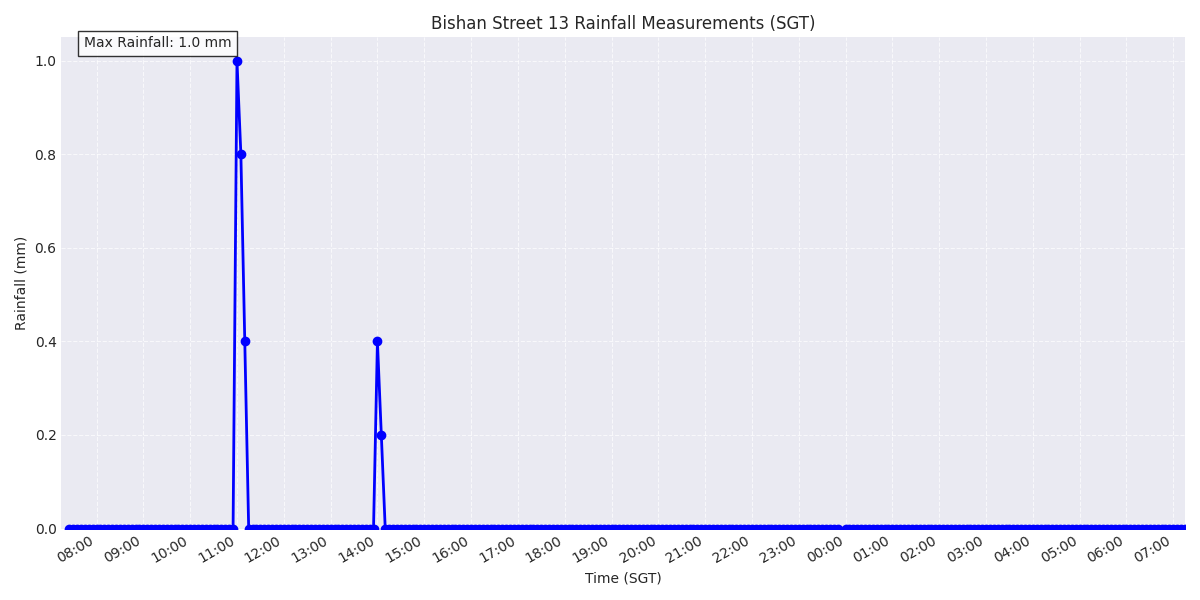 Bishan Street 13 Rainfall Measurements (SGT)
Max Rainfall: 1.0 mm
1.0
0.8
0.6
0.4
0.2
0.0
Rainfall (mm)
08:00 09:00 10:00 11:00 12:00 13:00 14:00 15:00 16:00 17:00 18:00 19:00 20:00 21:00 22:00 23:00 00:00 01:00 02:00 03:00 04:00 05:00 06:00 07:00
Time (SGT)